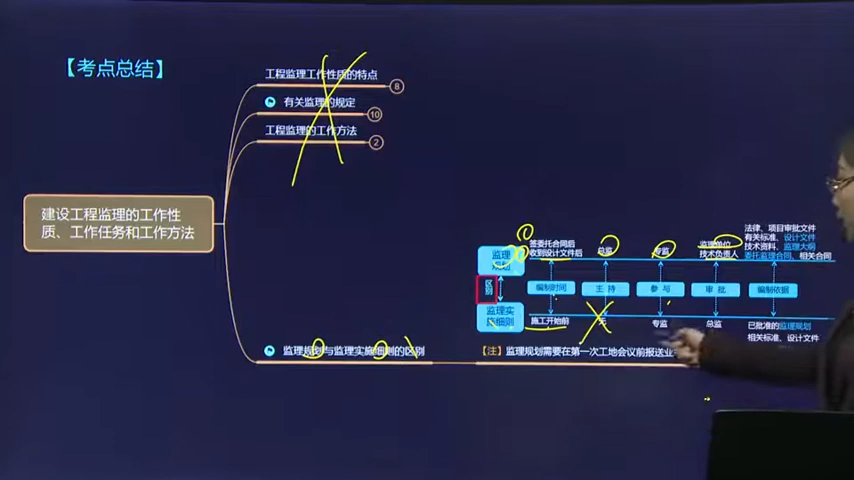 【考点总结】
工程监理工作性质的特点
8
有关监理的规定
10
工程监理的工作方法
2
建设工程监理的工作性
质、工作任务和工作方法
监理规划与监理实施细则的区别
监理
规划
区别
监理实
施细则
签委托合同后
收到设计文件后
总监
专监
监理单位
技术负责人
法律、项目审批文件
有关标准、设计文件
技术资料、监理大纲
委托监理合同、相关合同
编制时间
主持
参与
审批
编制依据
施工开始前
无
专监
总监
已批准的监理规划
相关标准、设计文件
【注】监理规划需要在第一次工地会议前报送业